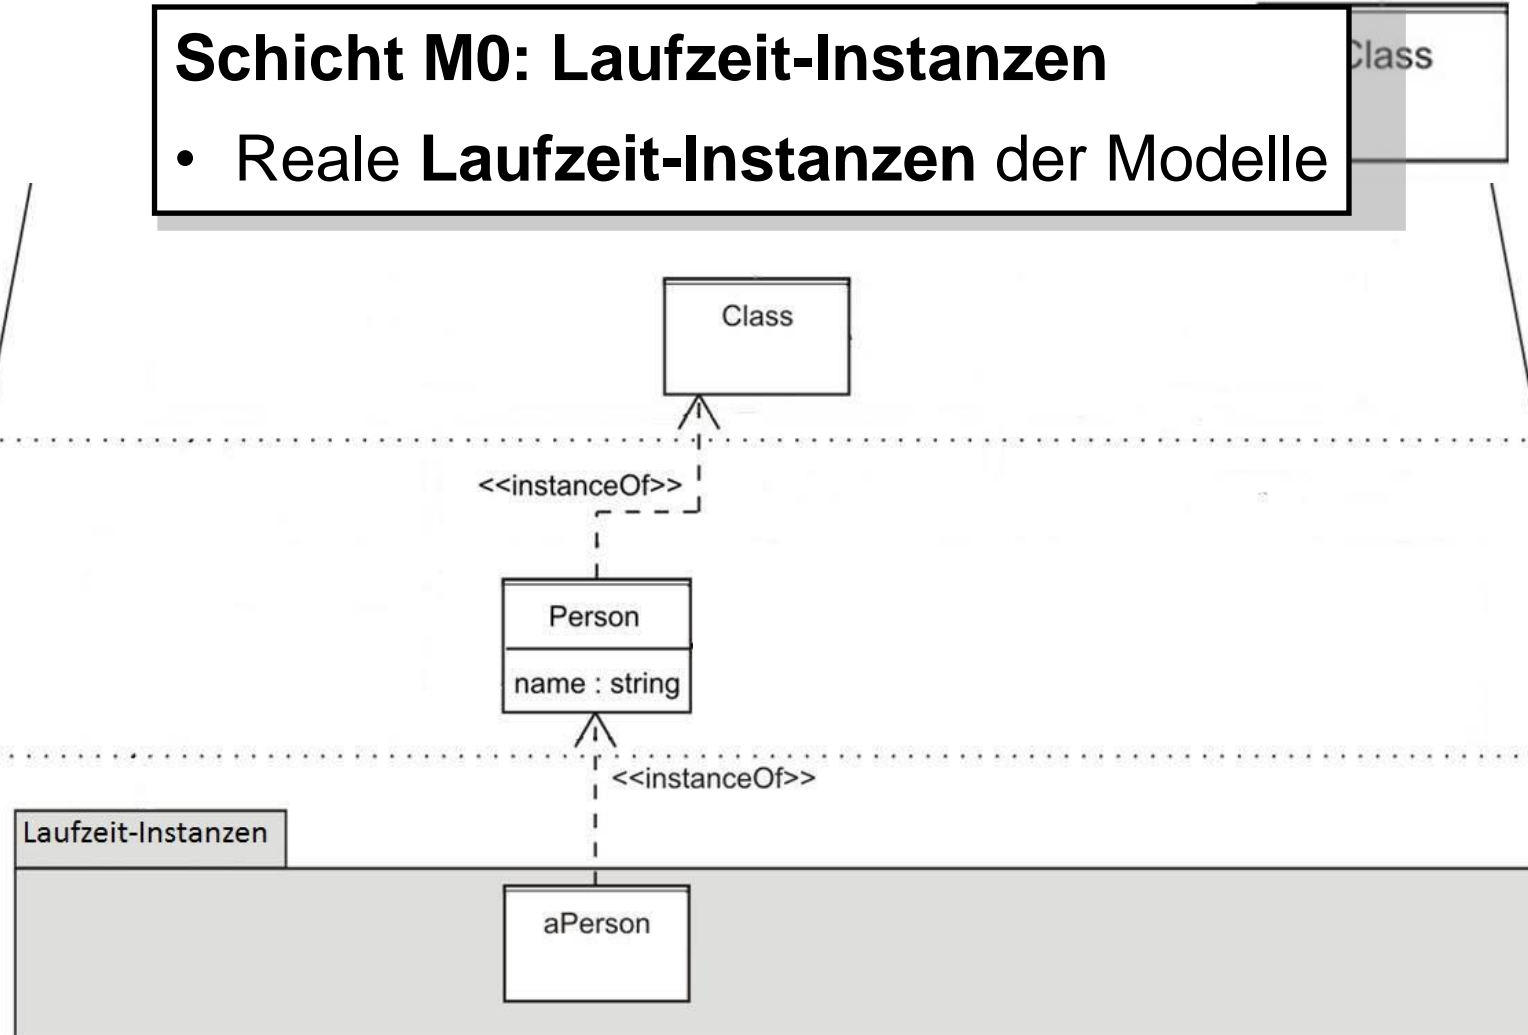 Schicht M0: Laufzeit-Instanzen
• Reale Laufzeit-Instanzen der Modelle
Class
Class
<<instanceOf>>
Person
name : string
<<instanceOf>>
Laufzeit-Instanzen
aPerson